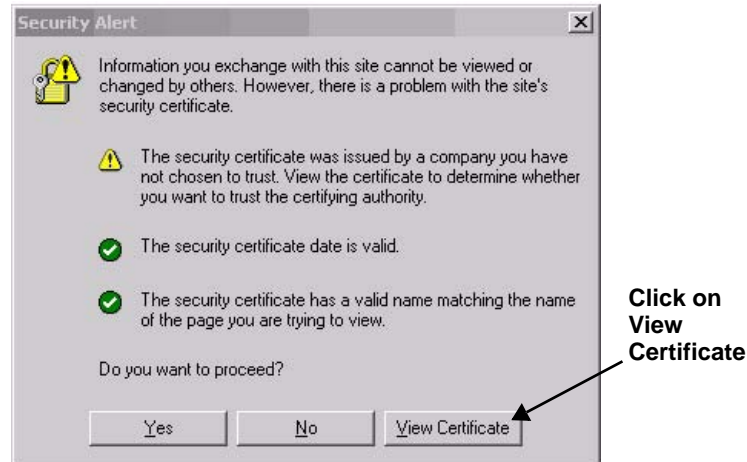 Security Alert
Information you exchange with this site cannot be viewed or
changed by others. However, there is a problem with the site's
security certificate.
The security certificate was issued by a company you have
not chosen to trust. View the certificate to determine whether
you want to trust the certifying authority.
The security certificate date is valid.
The security certificate has a valid name matching the name
of the page you are trying to view.
Do you want to proceed?
Yes No View Certificate
Click on
View
Certificate